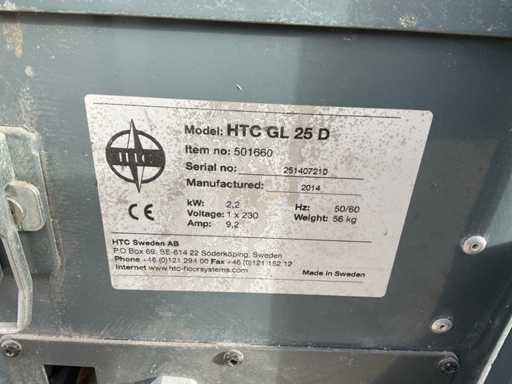 HTC
Model: HTC GL 25 D
Item no: 501660
Serial no: 251407210
Manufactured: 2014
kW: 2,2 Hz: 50/60
Voltage: 1 x 230 Weight: 56 kg
Amp: 9,2
CE
HTC Sweden AB
P.O Box 69, SE-614 22 Söderköping, Sweden
Phone +46 (0)121 294 00 Fax +46 (0)121 152 12
Internet www.htc-floorsystems.com Made in Sweden